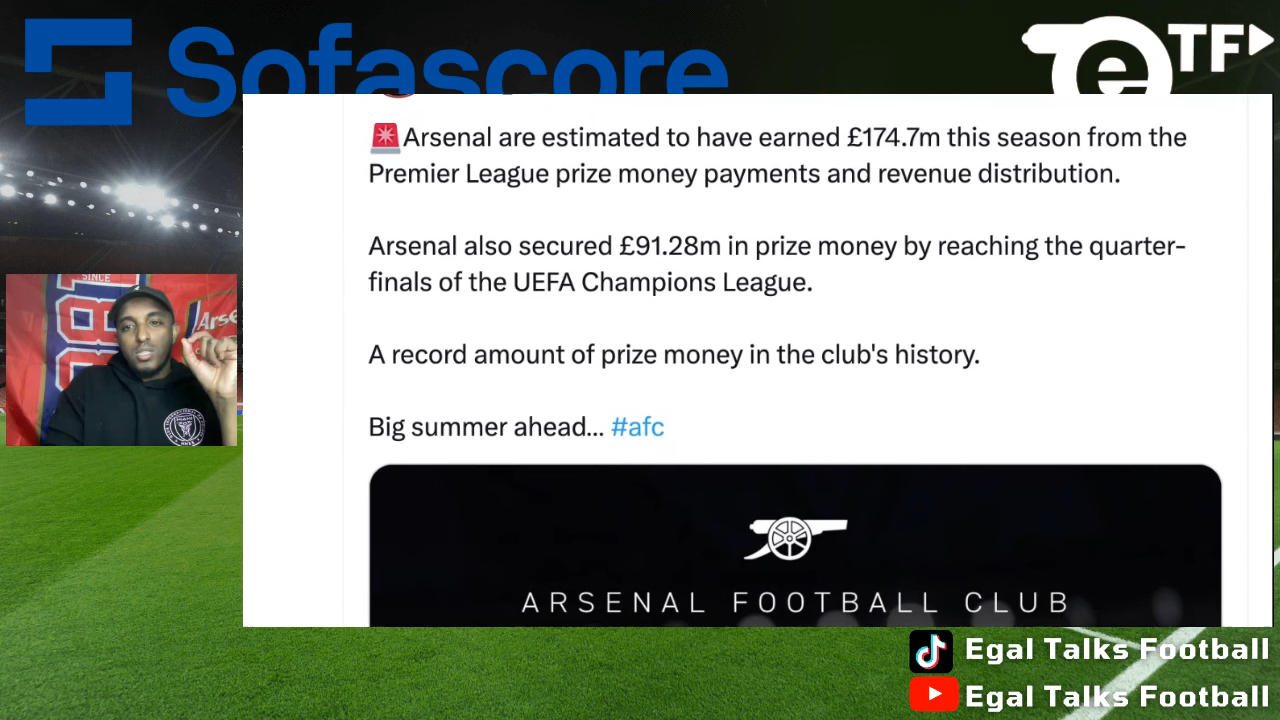 Sofascore
e TF
🚨Arsenal are estimated to have earned £174.7m this season from the
Premier League prize money payments and revenue distribution.
Arsenal also secured £91.28m in prize money by reaching the quarter-
finals of the UEFA Champions League.
A record amount of prize money in the club's history.
Big summer ahead... #afc
SINCE
Arse
ARSENAL FOOTBALL CLUB
Egal Talks Football
Egal Talks Football